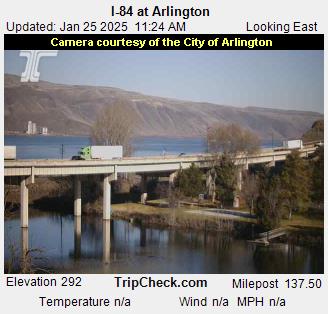 I-84 at Arlington
Updated: Jan 25 2025 11:24 AM Looking East
Camera courtesy of the City of Arlington
Elevation 292 TripCheck.com Milepost 137.50
Temperature n/a Wind n/a MPH n/a